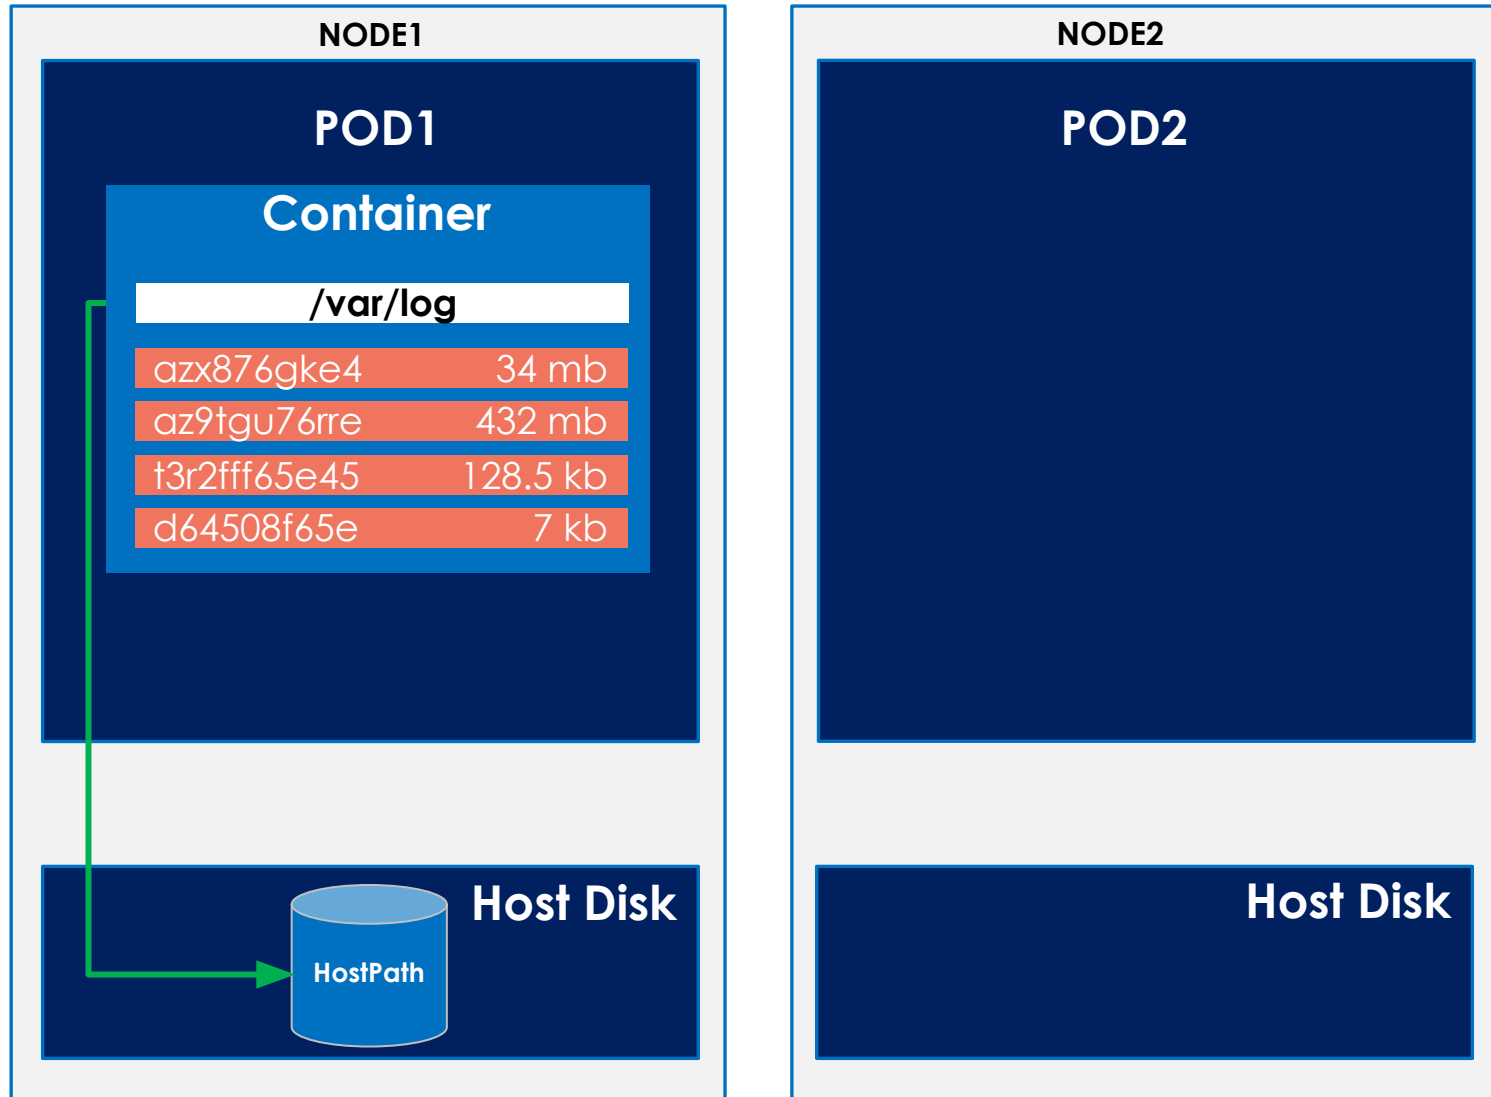 NODE1
POD1
Container
/var/log
azx876gke4 34 mb
az9tgu76rre 432 mb
t3r2fff65e45 128.5 kb
d64508f65e 7 kb
Host Disk
HostPath
NODE2
POD2
Host Disk